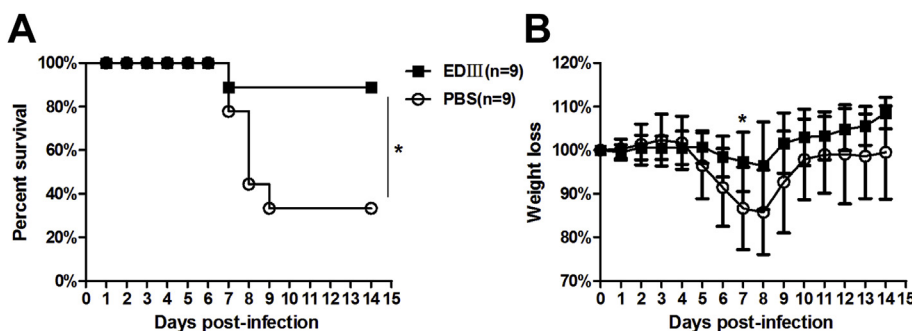 A
100%
80%
60%
40%
20%
0%
Percent survival
0 1 2 3 4 5 6 7 8 9 10 11 12 13 14 15
Days post-infection
EDIII(n=9)
PBS(n=9)
*
B
120%
110%
100%
90%
80%
70%
Weight loss
*
0 1 2 3 4 5 6 7 8 9 10 11 12 13 14 15
Days post-infection